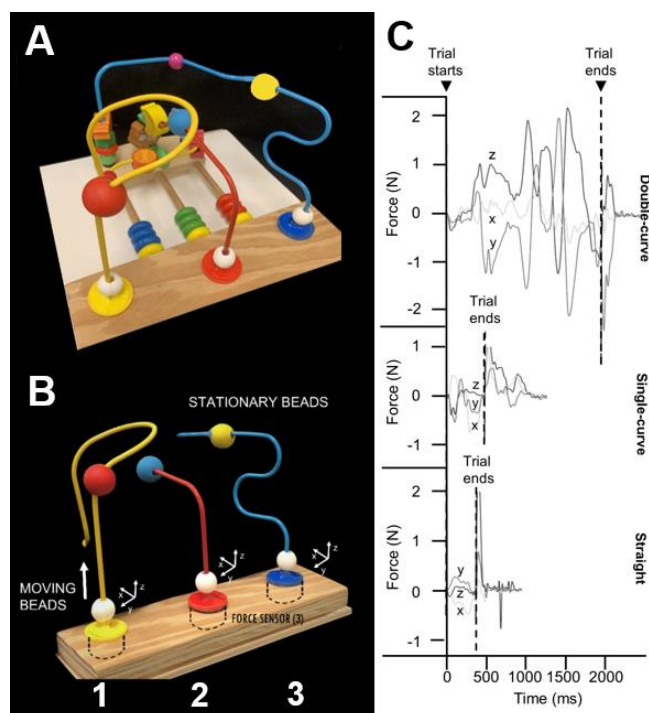 A
B
STATIONARY BEADS
MOVING
BEADS
z
x
y
z
x
y
z
x
y
FORCE SENSOR (3)
1 2 3
C
Trial
starts
Trial
ends
2
1
0
-1
-2
Force (N)
z
x
y
Double-curve
Trial
ends
1
0
-1
Force (N)
z
y
x
Single-curve
Trial
ends
2
1
0
-1
Force (N)
y
z
x
Straight
0 500 1000 1500 2000
Time (ms)